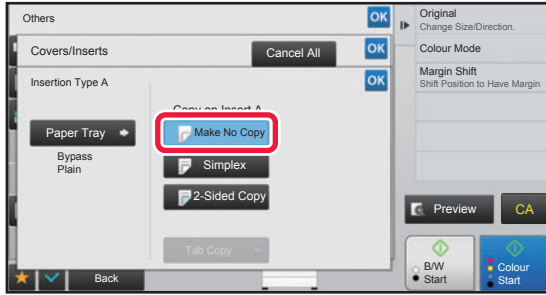 Others
OK
Covers/Inserts
Cancel All
OK
Insertion Type A
OK
Copy on Insert A
Paper Tray
Make No Copy
Bypass
Plain
Simplex
2-Sided Copy
Tab Copy
Back
Original
Change Size/Direction.
Colour Mode
Margin Shift
Shift Position to Have Margin
Preview
CA
B/W
Start
Colour
Start